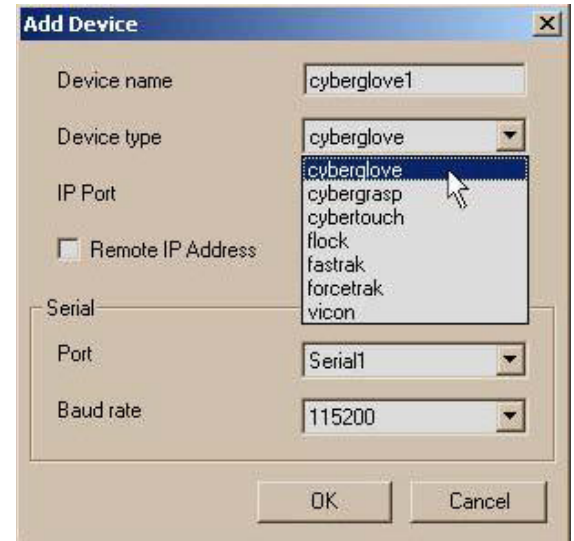 Add Device
Device name cyberglove1
Device type cyberglove
cyberglove
IP Port cybergrasp
cybertouch
flock
Remote IP Address
fastrak
forcetrak
Serial
vicon
Port Serial1
Baud rate 115200
OK Cancel